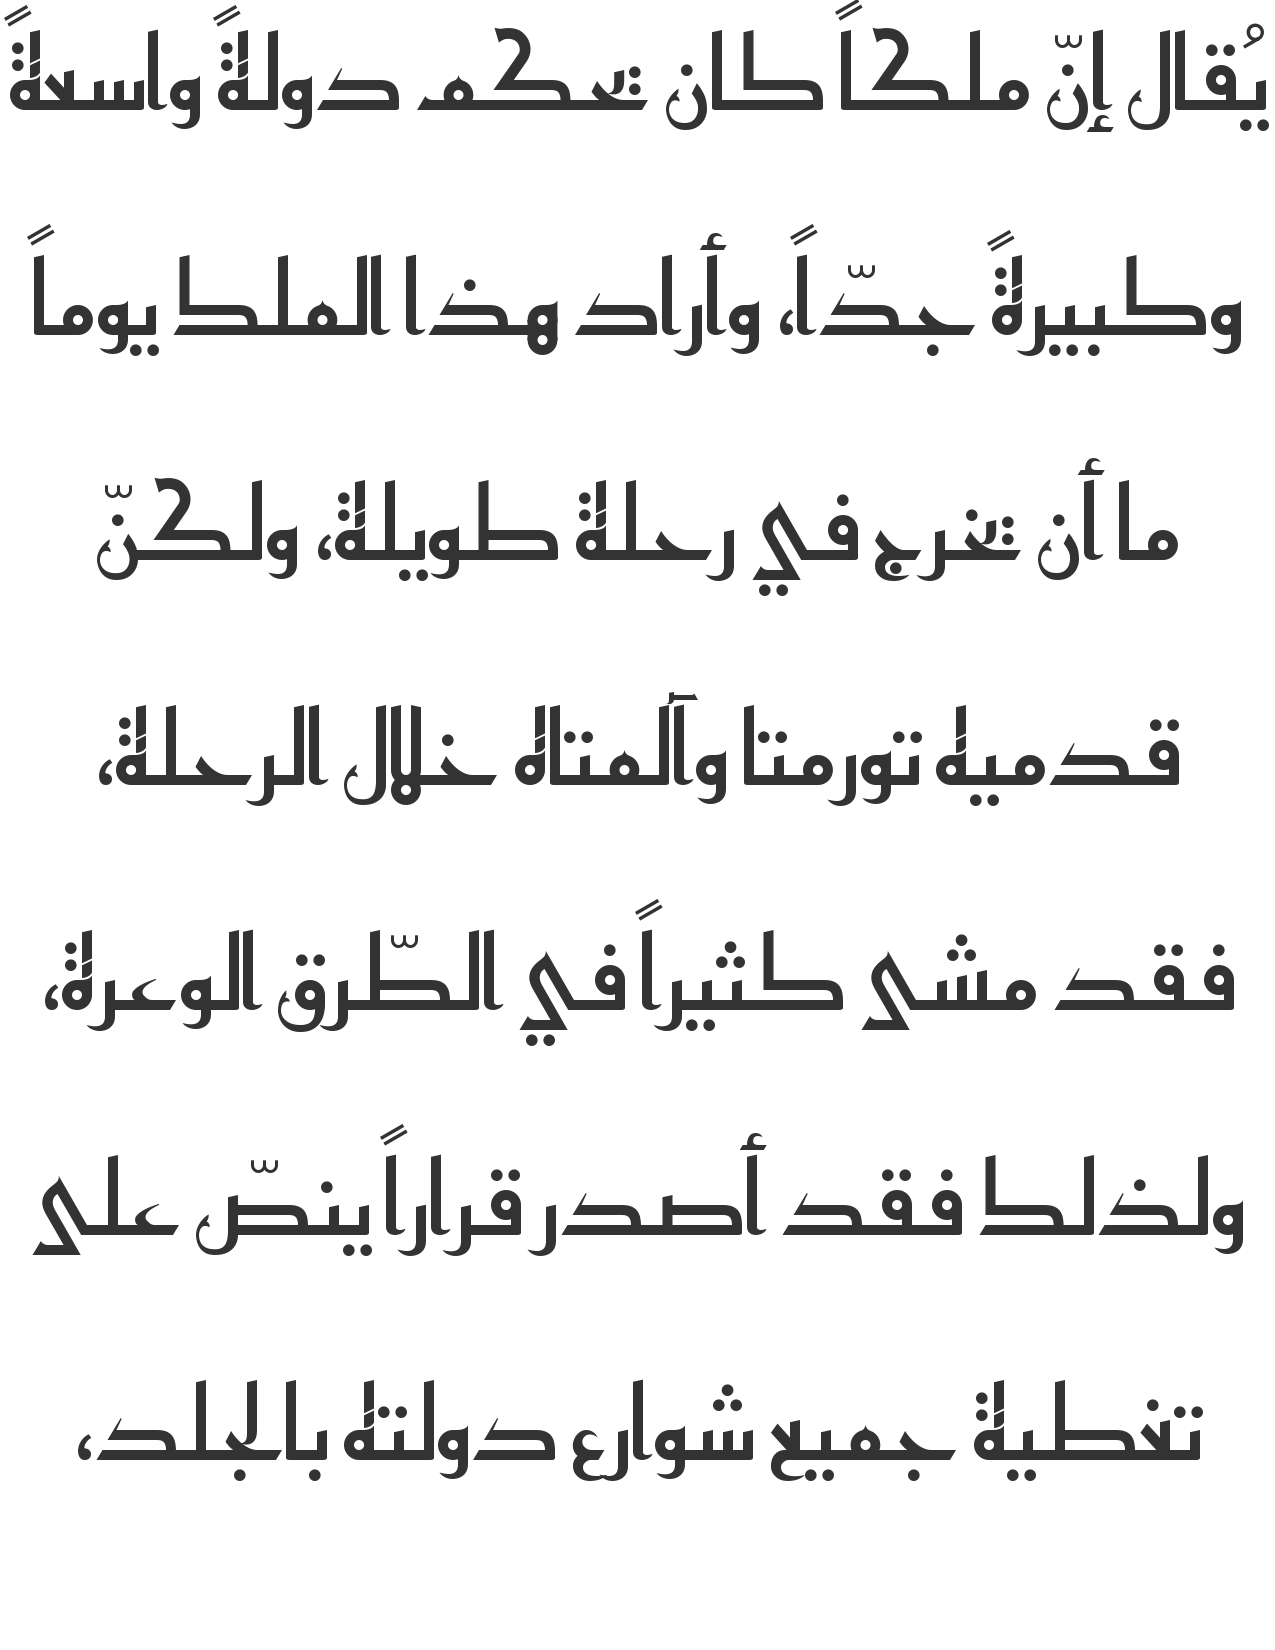 يُقال إنّ ملكاً كان يحكم دولةً واسعةً
وكبيرةً جدّاً، وأراد هذا الملك يوماً
ما أن يخرج في رحلة طويلة، ولكنّ
قدميه تورمتا وآلمتاه خلال الرحلة،
فقد مشى كثيراً في الطّرق الوعرة،
ولذلك فقد أصدر قراراً ينصّ على
تغطية جميع شوارع دولته بالجلد،